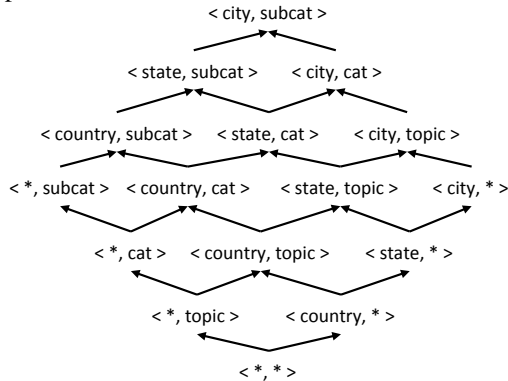 < city, subcat >
< state, subcat > < city, cat >
< country, subcat > < state, cat > < city, topic >
< *, subcat > < country, cat > < state, topic > < city, * >
< *, cat > < country, topic > < state, * >
< *, topic > < country, * >
< *, * >